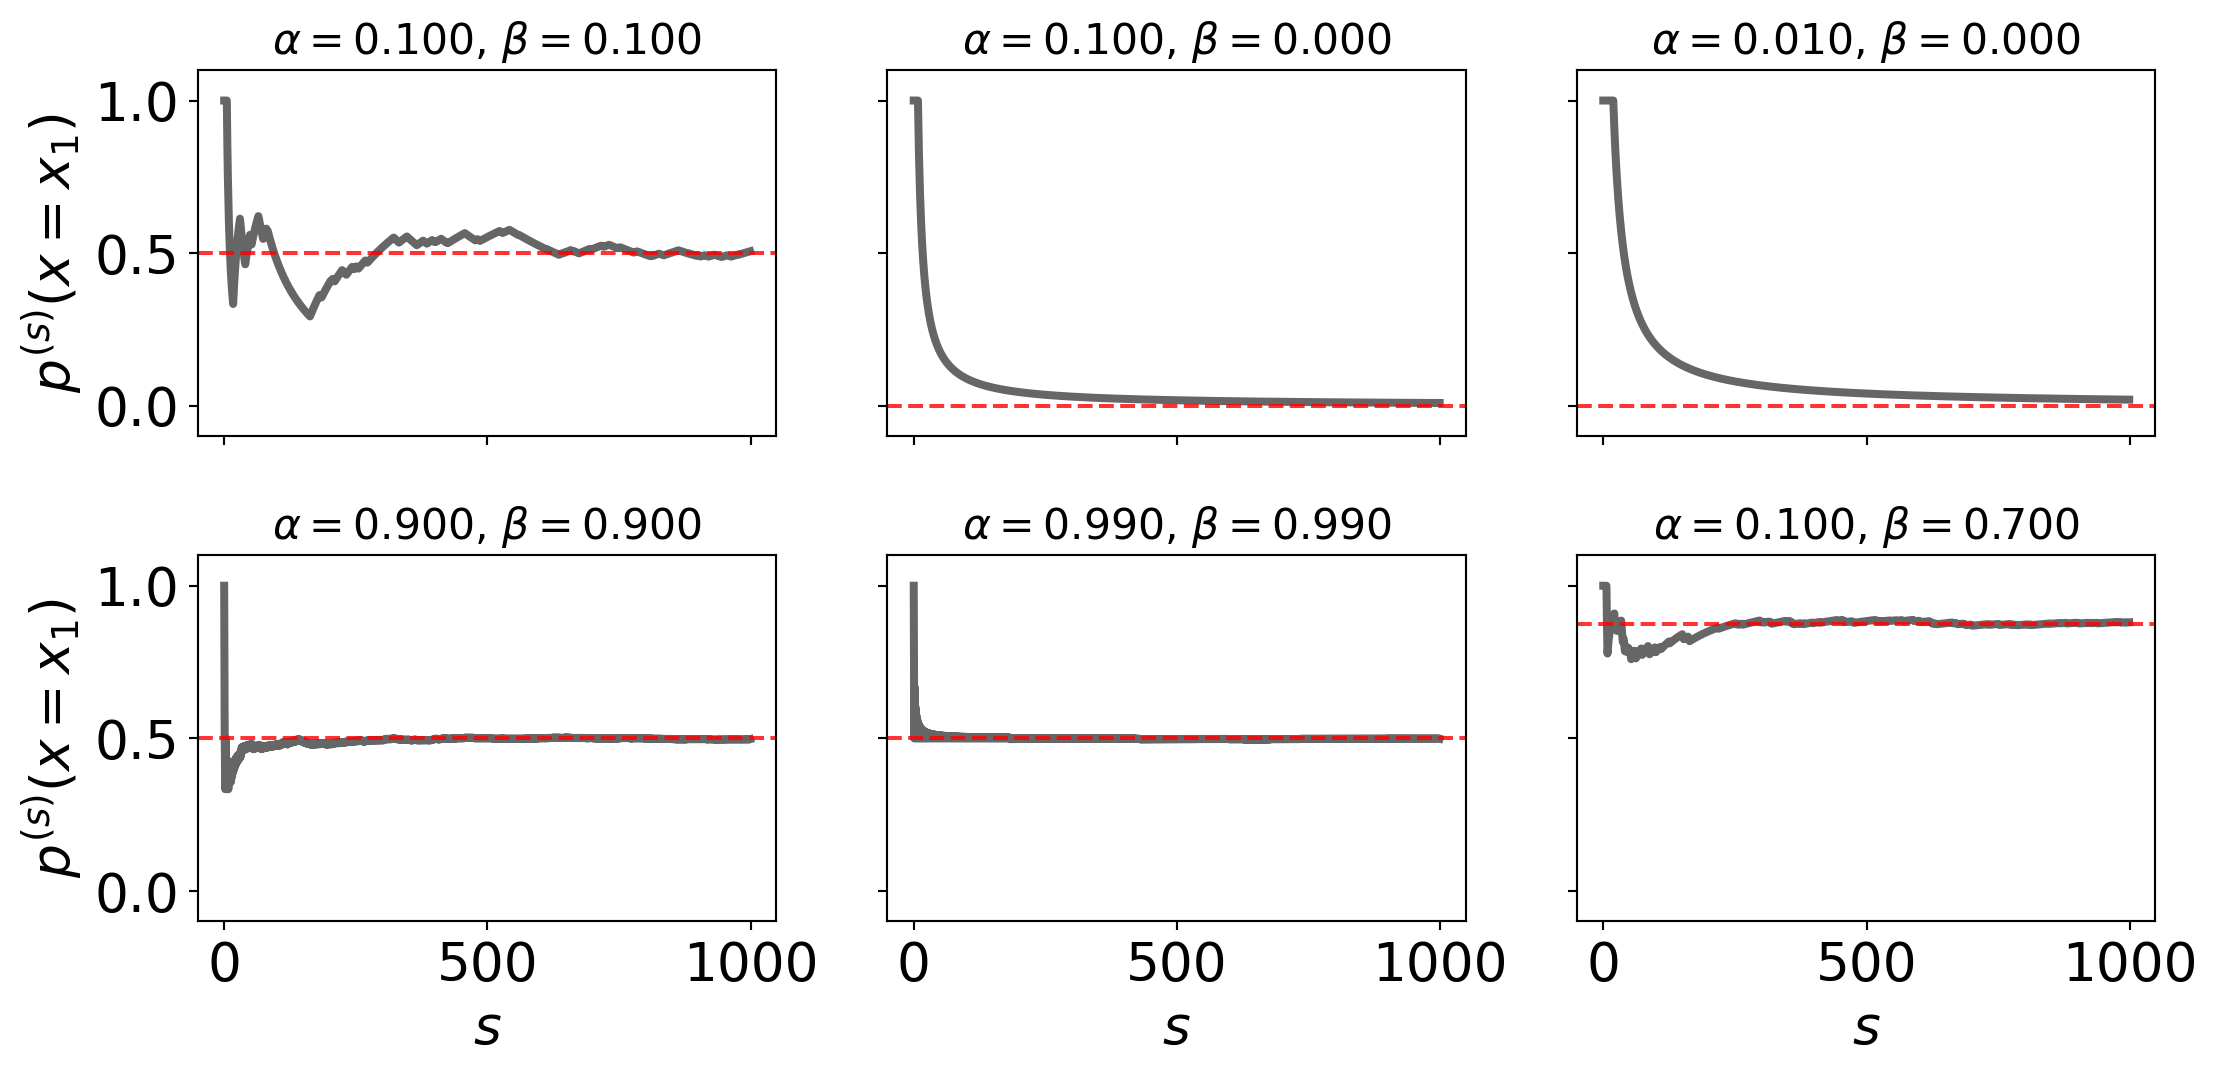 α = 0.100, β = 0.100
α = 0.100, β = 0.000
α = 0.010, β = 0.000
p^(s)(x = x₁)
1.0
0.5
0.0
α = 0.900, β = 0.900
α = 0.990, β = 0.990
α = 0.100, β = 0.700
p^(s)(x = x₁)
1.0
0.5
0.0
0 500 1000
0 500 1000
0 500 1000
s
s
s